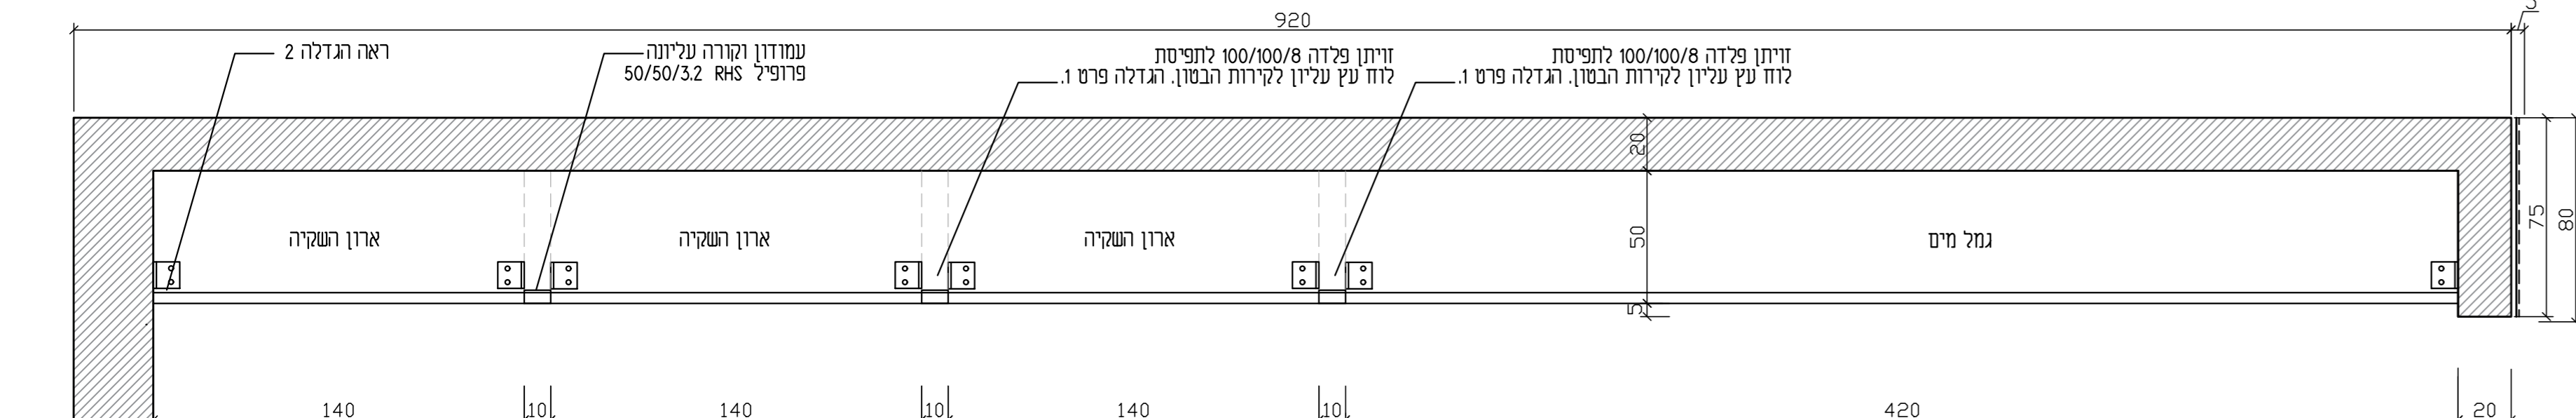 920
5
ראה הגדלה 2
עמודון וקורה עליונה
פרופיל RHS 50/50/3.2
זויתן פלדה 100/100/8 לתפיסת
לוח עץ עליון לקירות הבטון. הגדלה פרט 1.
זויתן פלדה 100/100/8 לתפיסת
לוח עץ עליון לקירות הבטון. הגדלה פרט 1.
20
50
5
75
80
ארון השקיה
ארון השקיה
ארון השקיה
גמל מים
140
10
140
10
140
10
420
20